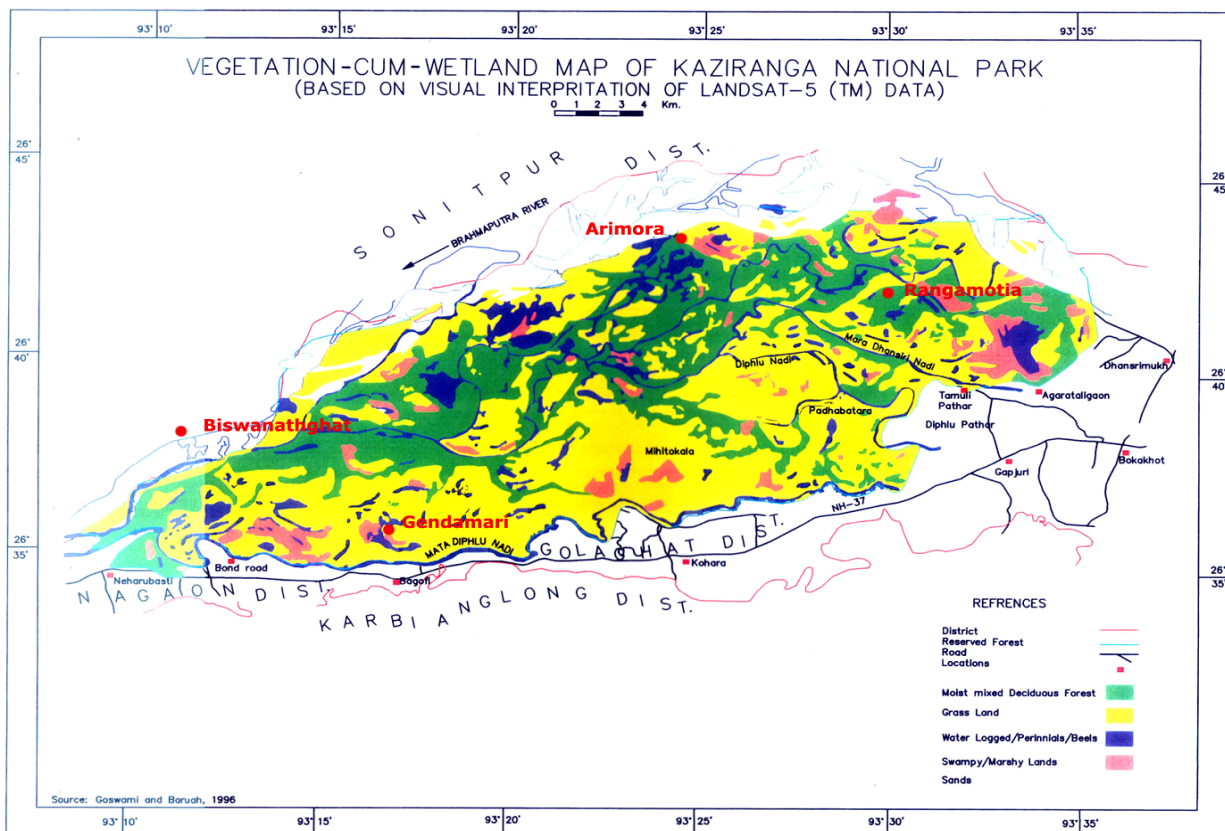 93° 10' 93° 15' 93° 20' 93° 25' 93° 30' 93° 35'
VEGETATION-CUM-WETLAND MAP OF KAZIRANGA NATIONAL PARK
(BASED ON VISUAL INTERPRITATION OF LANDSAT-5 (TM) DATA)
0 1 2 3 4 Km.
26°
45'
26°
45'
SONITPUR DIST.
BRAHMAPUTRA RIVER
Arimora
Rangamotia
Mara Dhansiri Nadi
26°
40'
26°
40'
Diphlu Nadi
Dhansrimukh
Tamuli
Pathar
Agarataligaon
Padhabatara
Diphlu Pathar
Biswanathghat
Mihitokala
Bokakhot
Gapjuri
NH-37
Gendamari
MATA DIPHLU NADI
GOLAGHAT DIST.
26°
35'
26°
35'
Bond road
Kohara
Neharubasti
Bogofi
NAGAON DIST.
KARBI ANGLONG DIST.
REFRENCES
District
Reserved Forest
Road
Locations
Moist mixed Deciduous Forest
Grass Land
Water Logged/Perinnials/Beels
Swampy/Marshy Lands
Sands
Source: Goswami and Baruah, 1996
93° 10' 93° 15' 93° 20' 93° 25' 93° 30' 93° 35'